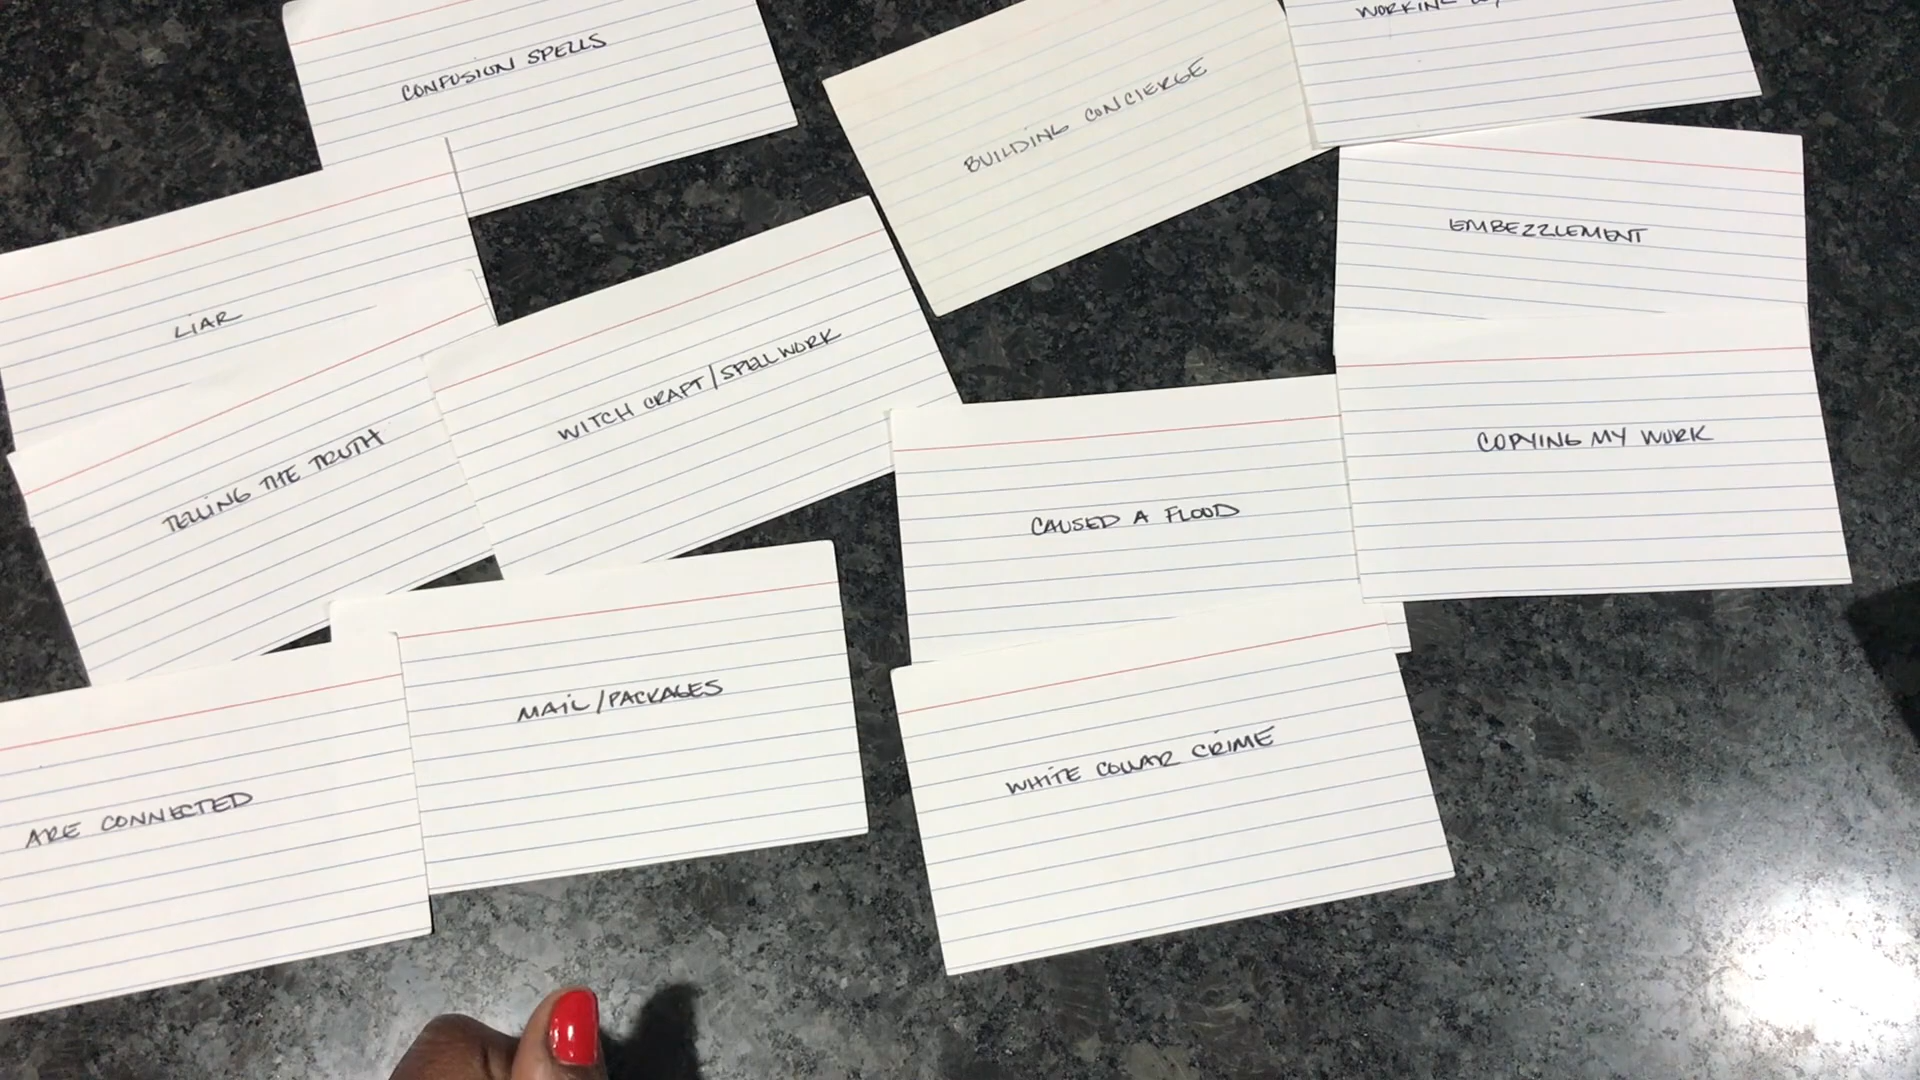 CONFUSION SPELLS
BUILDING CONCIERGE
WORKING
LIAR
EMBEZZLEMENT
TELLING THE TRUTH
WITCH CRAFT/SPELLWORK
COPYING MY WORK
CAUSED A FLOOD
MAIL/PACKAGES
WHITE COLLAR CRIME
ARE CONNECTED